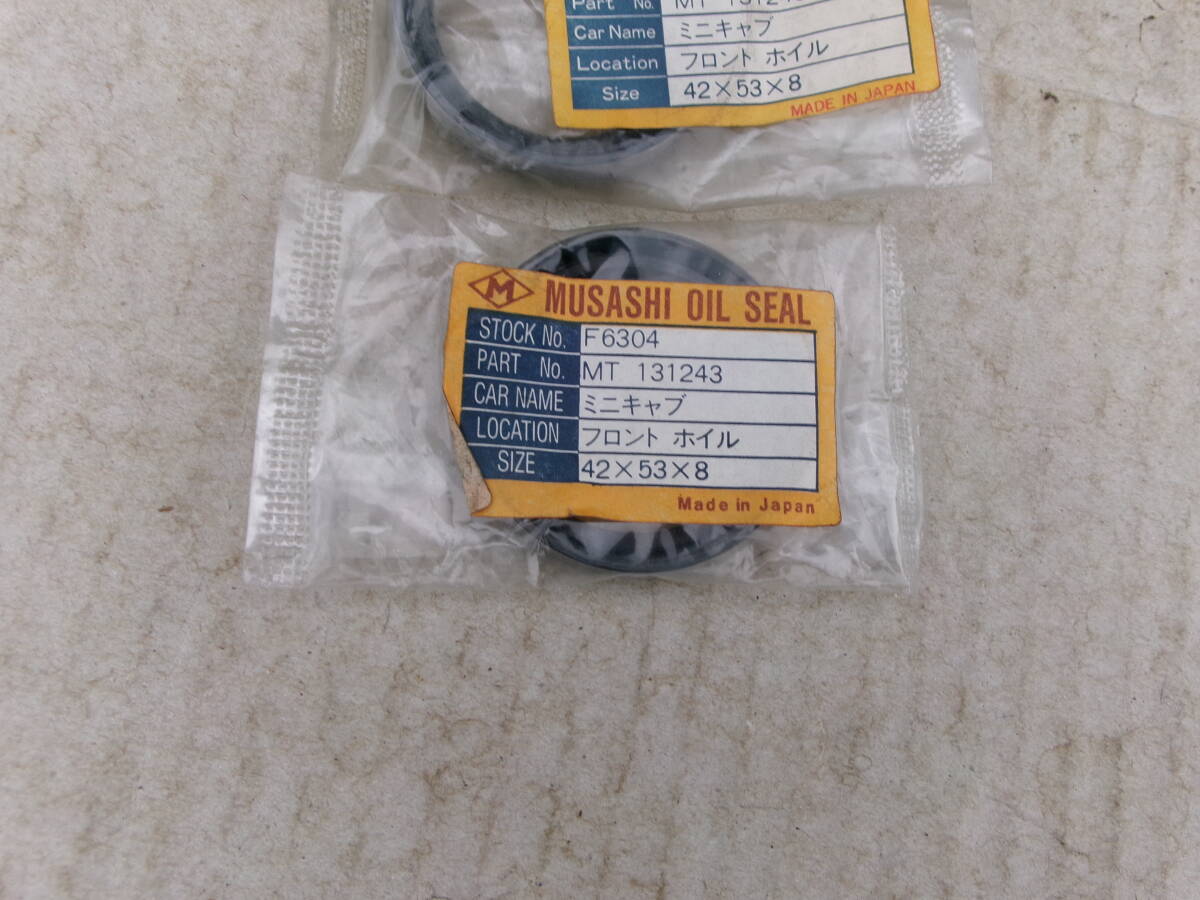 Part No. MT 131243
Car Name ミニキャブ
Location フロント ホイル
Size 42×53×8
MADE IN JAPAN
M MUSASHI OIL SEAL
STOCK No. F6304
PART No. MT 131243
CAR NAME ミニキャブ
LOCATION フロント ホイル
SIZE 42×53×8
Made in Japan